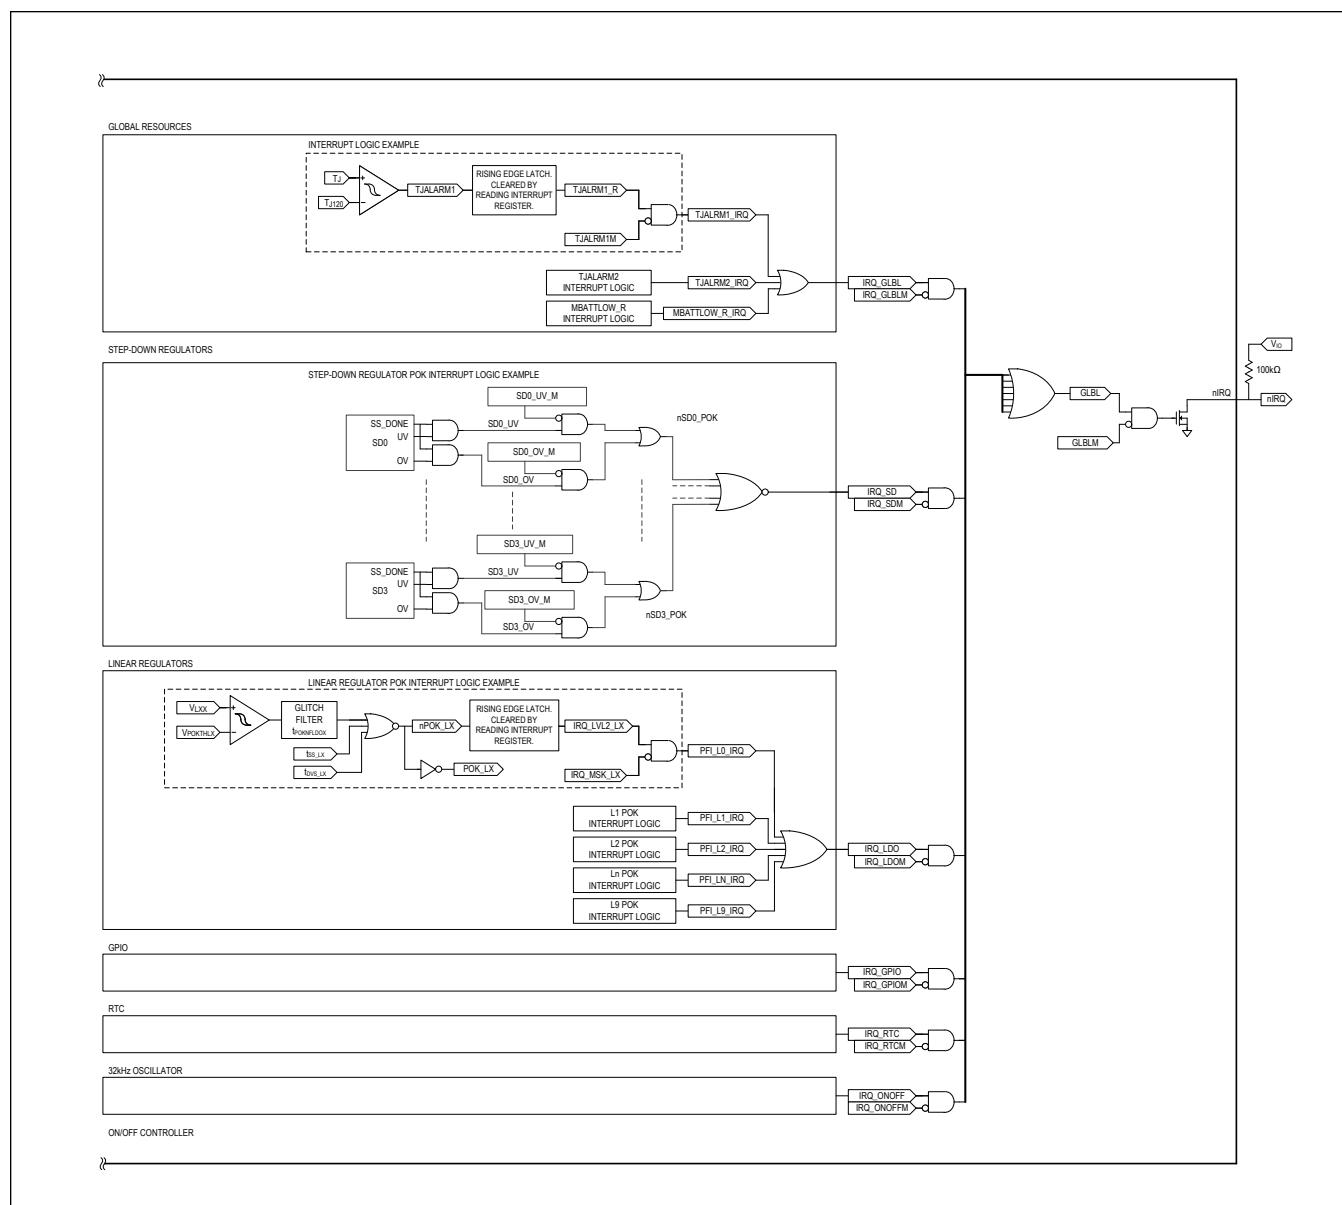 GLOBAL RESOURCES
INTERRUPT LOGIC EXAMPLE
TJ
+
TJ120
−
TJALARM1
RISING EDGE LATCH.
CLEARED BY
READING INTERRUPT
REGISTER.
TJALRM1_R
TJALRM1M
TJALRM1_IRQ
TJALARM2
INTERRUPT LOGIC
TJALRM2_IRQ
MBATTLOW_R
INTERRUPT LOGIC
MBATTLOW_R_IRQ
IRQ_GLBL
IRQ_GLBLM
STEP-DOWN REGULATORS
STEP-DOWN REGULATOR POK INTERRUPT LOGIC EXAMPLE
SS_DONE
UV
SD0
OV
SD0_UV_M
SD0_UV
SD0_OV_M
SD0_OV
nSD0_POK
SD3_UV_M
SS_DONE
UV
SD3
OV
SD3_UV
SD3_OV_M
SD3_OV
nSD3_POK
IRQ_SD
IRQ_SDM
GLBL
GLBLM
nIRQ
VIO
100kΩ
nIRQ
LINEAR REGULATORS
LINEAR REGULATOR POK INTERRUPT LOGIC EXAMPLE
VLXX
+
VPOKTHLX
−
GLITCH
FILTER
tPOKNFLDOX
tSS_LX
tDVS_LX
nPOK_LX
POK_LX
RISING EDGE LATCH.
CLEARED BY
READING INTERRUPT
REGISTER.
IRQ_LVL2_LX
IRQ_MSK_LX
PFI_L0_IRQ
L1 POK
INTERRUPT LOGIC
PFI_L1_IRQ
L2 POK
INTERRUPT LOGIC
PFI_L2_IRQ
Ln POK
INTERRUPT LOGIC
PFI_LN_IRQ
L9 POK
INTERRUPT LOGIC
PFI_L9_IRQ
IRQ_LDO
IRQ_LDOM
GPIO
IRQ_GPIO
IRQ_GPIOM
RTC
IRQ_RTC
IRQ_RTCM
32kHz OSCILLATOR
IRQ_ONOFF
IRQ_ONOFFM
ON/OFF CONTROLLER